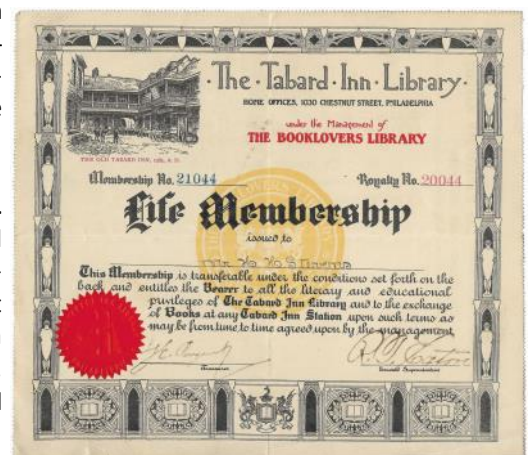 The · Tabard · Inn · Library ·
HOME OFFICES, 1030 CHESTNUT STREET, PHILADELPHIA
under the Management of
THE BOOKLOVERS LIBRARY
THE OLD TABARD INN
Membership No. 21044
Royalty No. 20044
Life Membership
issued to
This Membership is transferable under the conditions set forth on the
back and entitles the Bearer to all the literary and educational
privileges of The Tabard Inn Library and to the exchange
of Books at any Tabard Inn Station upon such terms as
may be from time to time agreed upon by the management